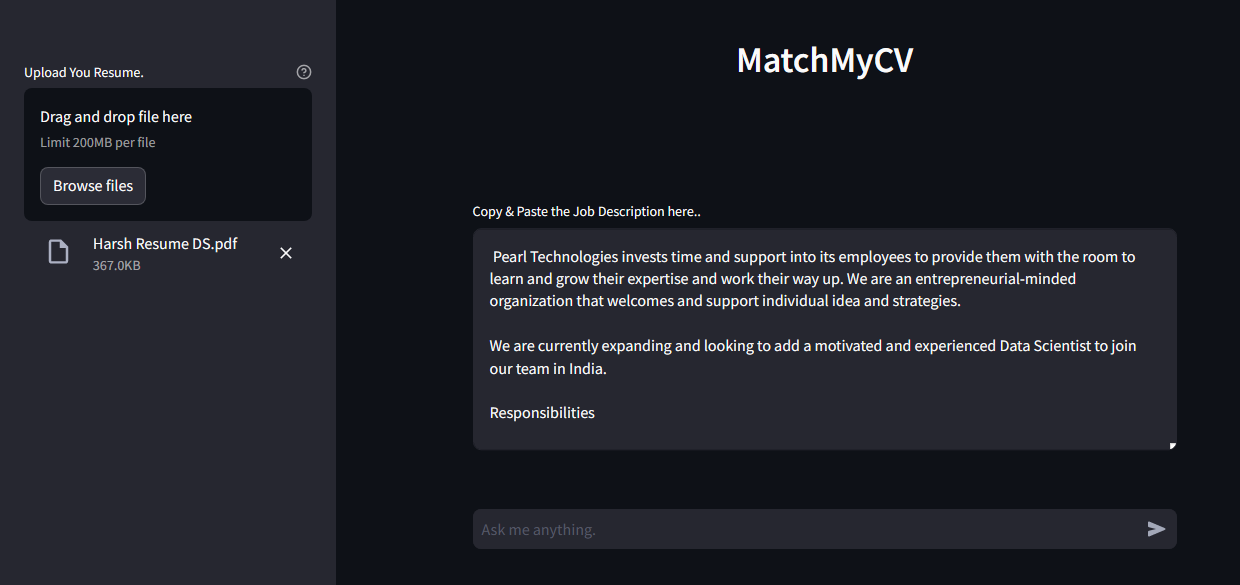 Upload You Resume.
Drag and drop file here
Limit 200MB per file
Browse files
Harsh Resume DS.pdf
367.0KB
MatchMyCV
Copy & Paste the Job Description here..
Pearl Technologies invests time and support into its employees to provide them with the room to
learn and grow their expertise and work their way up. We are an entrepreneurial-minded
organization that welcomes and support individual idea and strategies.
We are currently expanding and looking to add a motivated and experienced Data Scientist to join
our team in India.
Responsibilities
Ask me anything.